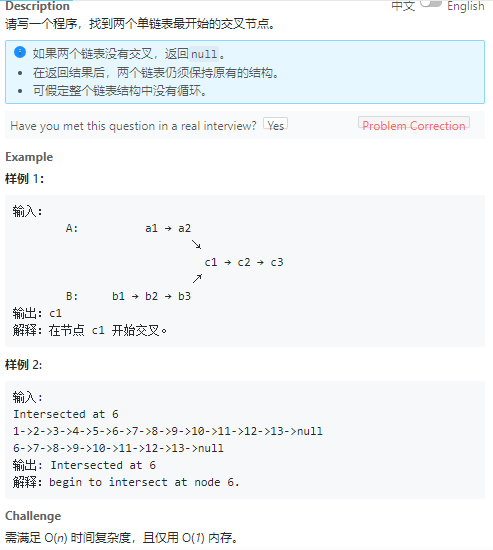 Description
中文
English
请写一个程序，找到两个单链表最开始的交叉节点。
如果两个链表没有交叉，返回null。
在返回结果后，两个链表仍须保持原有的结构。
可假定整个链表结构中没有循环。
Have you met this question in a real interview? Yes
Problem Correction
Example
样例 1：
输入：
A: a1 → a2
↘
c1 → c2 → c3
↗
B: b1 → b2 → b3
输出：c1
解释：在节点 c1 开始交叉。
样例 2:
输入：
Intersected at 6
1->2->3->4->5->6->7->8->9->10->11->12->13->null
6->7->8->9->10->11->12->13->null
输出：Intersected at 6
解释：begin to intersect at node 6.
Challenge
需满足 O(n) 时间复杂度，且仅用 O(1) 内存。